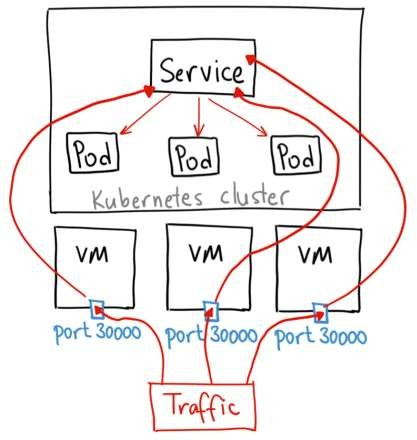 Service
Pod Pod Pod
Kubernetes cluster
VM VM VM
port 30000 port 30000 port 30000
Traffic